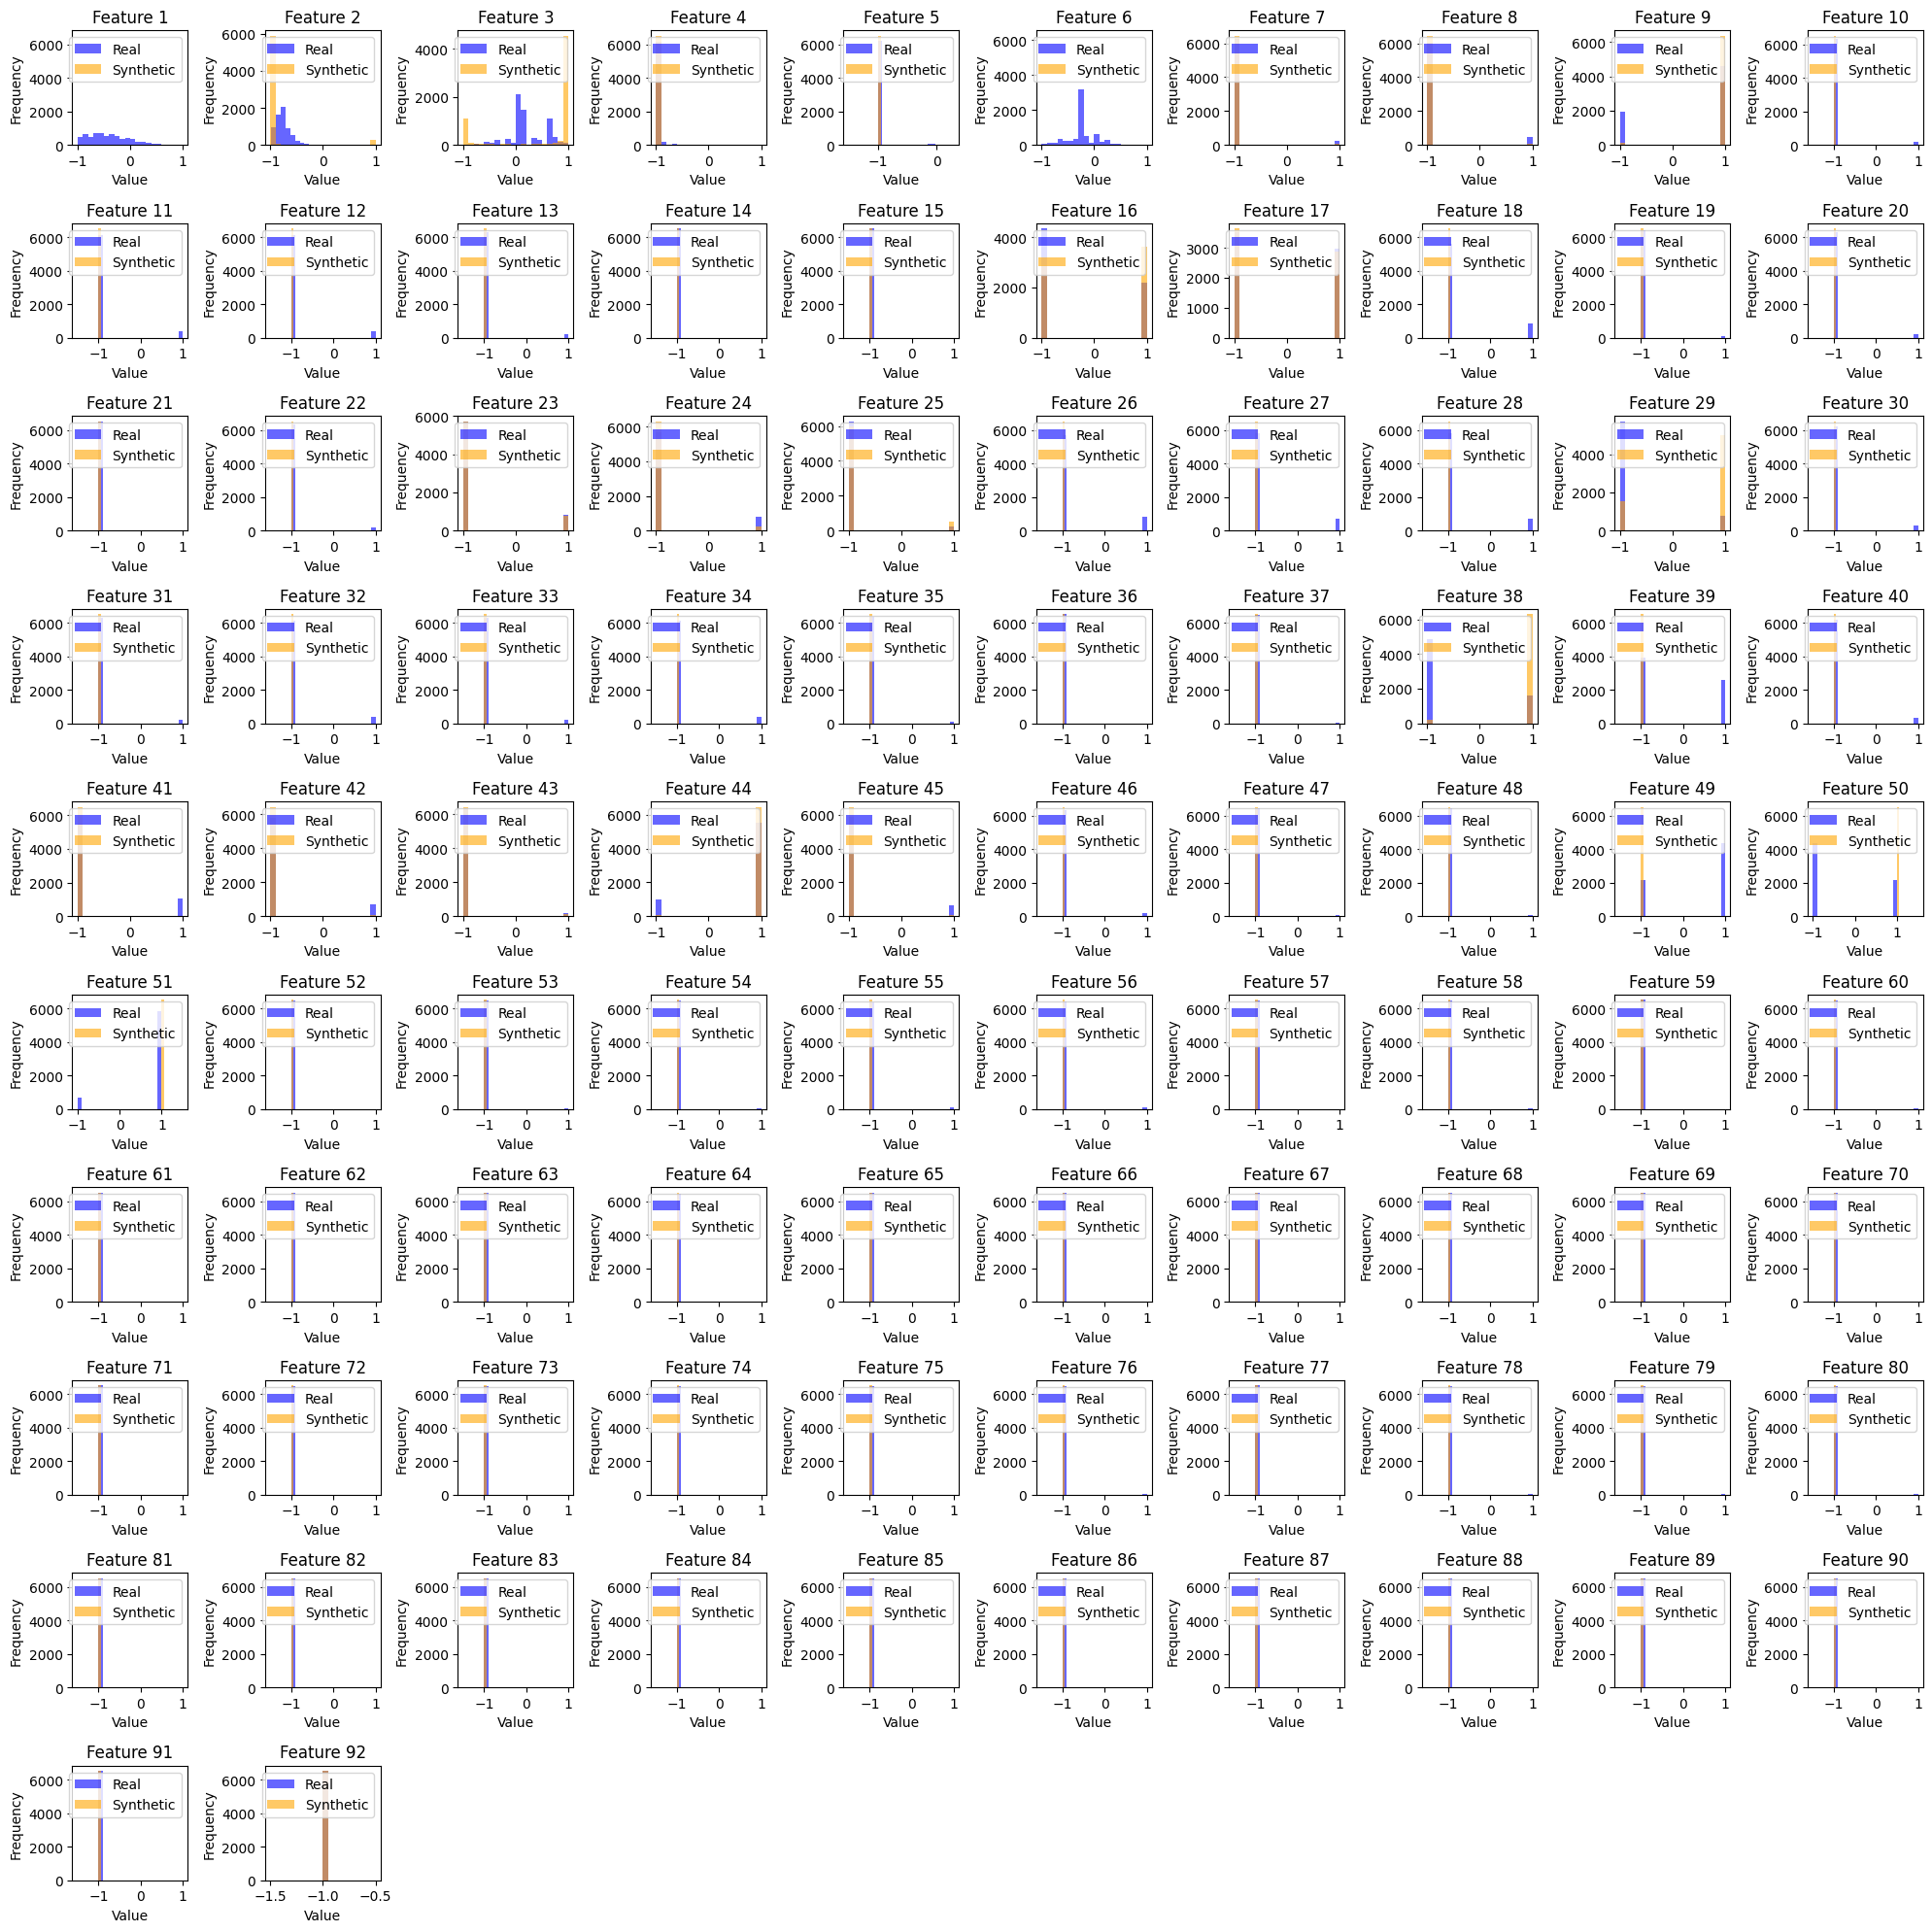 Feature 1 Feature 2 Feature 3 Feature 4 Feature 5 Feature 6 Feature 7 Feature 8 Feature 9 Feature 10
Frequency Frequency Frequency Frequency Frequency Frequency Frequency Frequency Frequency Frequency
6000 6000 4000 6000 6000 6000 6000 6000 6000 6000
Real Real Real Real Real Real Real Real Real Real
Synthetic Synthetic Synthetic Synthetic Synthetic Synthetic Synthetic Synthetic Synthetic Synthetic
4000 4000 2000 4000 4000 4000 4000 4000 4000 4000
2000 2000 2000 2000 2000 2000 2000 2000 2000
0 0 0 0 0 0 0 0 0 0
−1 0 1 −1 0 1 −1 0 1 −1 0 1 −1 0 −1 0 1 −1 0 1 −1 0 1 −1 0 1 −1 0 1
Value Value Value Value Value Value Value Value Value Value
Feature 11 Feature 12 Feature 13 Feature 14 Feature 15 Feature 16 Feature 17 Feature 18 Feature 19 Feature 20
Frequency Frequency Frequency Frequency Frequency Frequency Frequency Frequency Frequency Frequency
6000 6000 6000 6000 6000 4000 3000 6000 6000 6000
Real Real Real Real Real Real Real Real Real Real
Synthetic Synthetic Synthetic Synthetic Synthetic Synthetic Synthetic Synthetic Synthetic Synthetic
4000 4000 4000 4000 4000 3000 2000 4000 4000 4000
2000 2000 2000 2000 2000 2000 1000 2000 2000 2000
1000
0 0 0 0 0 0 0 0 0 0
−1 0 1 −1 0 1 −1 0 1 −1 0 1 −1 0 1 −1 0 1 −1 0 1 −1 0 1 −1 0 1 −1 0 1
Value Value Value Value Value Value Value Value Value Value
Feature 21 Feature 22 Feature 23 Feature 24 Feature 25 Feature 26 Feature 27 Feature 28 Feature 29 Feature 30
Frequency Frequency Frequency Frequency Frequency Frequency Frequency Frequency Frequency Frequency
6000 6000 6000 6000 6000 6000 6000 6000 4000 6000
Real Real Real Real Real Real Real Real Real Real
Synthetic Synthetic Synthetic Synthetic Synthetic Synthetic Synthetic Synthetic Synthetic Synthetic
4000 4000 4000 4000 4000 4000 4000 4000 2000 4000
2000 2000 2000 2000 2000 2000 2000 2000 2000
0 0 0 0 0 0 0 0 0 0
−1 0 1 −1 0 1 −1 0 1 −1 0 1 −1 0 1 −1 0 1 −1 0 1 −1 0 1 −1 0 1 −1 0 1
Value Value Value Value Value Value Value Value Value Value
Feature 31 Feature 32 Feature 33 Feature 34 Feature 35 Feature 36 Feature 37 Feature 38 Feature 39 Feature 40
Frequency Frequency Frequency Frequency Frequency Frequency Frequency Frequency Frequency Frequency
6000 6000 6000 6000 6000 6000 6000 6000 6000 6000
Real Real Real Real Real Real Real Real Real Real
Synthetic Synthetic Synthetic Synthetic Synthetic Synthetic Synthetic Synthetic Synthetic Synthetic
4000 4000 4000 4000 4000 4000 4000 4000 4000 4000
2000 2000 2000 2000 2000 2000 2000 2000 2000 2000
0 0 0 0 0 0 0 0 0 0
−1 0 1 −1 0 1 −1 0 1 −1 0 1 −1 0 1 −1 0 1 −1 0 1 −1 0 1 −1 0 1 −1 0 1
Value Value Value Value Value Value Value Value Value Value
Feature 41 Feature 42 Feature 43 Feature 44 Feature 45 Feature 46 Feature 47 Feature 48 Feature 49 Feature 50
Frequency Frequency Frequency Frequency Frequency Frequency Frequency Frequency Frequency Frequency
6000 6000 6000 6000 6000 6000 6000 6000 6000 6000
Real Real Real Real Real Real Real Real Real Real
Synthetic Synthetic Synthetic Synthetic Synthetic Synthetic Synthetic Synthetic Synthetic Synthetic
4000 4000 4000 4000 4000 4000 4000 4000 4000 4000
2000 2000 2000 2000 2000 2000 2000 2000 2000 2000
0 0 0 0 0 0 0 0 0 0
−1 0 1 −1 0 1 −1 0 1 −1 0 1 −1 0 1 −1 0 1 −1 0 1 −1 0 1 −1 0 1 −1 0 1
Value Value Value Value Value Value Value Value Value Value
Feature 51 Feature 52 Feature 53 Feature 54 Feature 55 Feature 56 Feature 57 Feature 58 Feature 59 Feature 60
Frequency Frequency Frequency Frequency Frequency Frequency Frequency Frequency Frequency Frequency
6000 6000 6000 6000 6000 6000 6000 6000 6000 6000
Real Real Real Real Real Real Real Real Real Real
Synthetic Synthetic Synthetic Synthetic Synthetic Synthetic Synthetic Synthetic Synthetic Synthetic
4000 4000 4000 4000 4000 4000 4000 4000 4000 4000
2000 2000 2000 2000 2000 2000 2000 2000 2000 2000
0 0 0 0 0 0 0 0 0 0
−1 0 1 −1 0 1 −1 0 1 −1 0 1 −1 0 1 −1 0 1 −1 0 1 −1 0 1 −1 0 1 −1 0 1
Value Value Value Value Value Value Value Value Value Value
Feature 61 Feature 62 Feature 63 Feature 64 Feature 65 Feature 66 Feature 67 Feature 68 Feature 69 Feature 70
Frequency Frequency Frequency Frequency Frequency Frequency Frequency Frequency Frequency Frequency
6000 6000 6000 6000 6000 6000 6000 6000 6000 6000
Real Real Real Real Real Real Real Real Real Real
Synthetic Synthetic Synthetic Synthetic Synthetic Synthetic Synthetic Synthetic Synthetic Synthetic
4000 4000 4000 4000 4000 4000 4000 4000 4000 4000
2000 2000 2000 2000 2000 2000 2000 2000 2000 2000
0 0 0 0 0 0 0 0 0 0
−1 0 1 −1 0 1 −1 0 1 −1 0 1 −1 0 1 −1 0 1 −1 0 1 −1 0 1 −1 0 1 −1 0 1
Value Value Value Value Value Value Value Value Value Value
Feature 71 Feature 72 Feature 73 Feature 74 Feature 75 Feature 76 Feature 77 Feature 78 Feature 79 Feature 80
Frequency Frequency Frequency Frequency Frequency Frequency Frequency Frequency Frequency Frequency
6000 6000 6000 6000 6000 6000 6000 6000 6000 6000
Real Real Real Real Real Real Real Real Real Real
Synthetic Synthetic Synthetic Synthetic Synthetic Synthetic Synthetic Synthetic Synthetic Synthetic
4000 4000 4000 4000 4000 4000 4000 4000 4000 4000
2000 2000 2000 2000 2000 2000 2000 2000 2000 2000
0 0 0 0 0 0 0 0 0 0
−1 0 1 −1 0 1 −1 0 1 −1 0 1 −1 0 1 −1 0 1 −1 0 1 −1 0 1 −1 0 1 −1 0 1
Value Value Value Value Value Value Value Value Value Value
Feature 81 Feature 82 Feature 83 Feature 84 Feature 85 Feature 86 Feature 87 Feature 88 Feature 89 Feature 90
Frequency Frequency Frequency Frequency Frequency Frequency Frequency Frequency Frequency Frequency
6000 6000 6000 6000 6000 6000 6000 6000 6000 6000
Real Real Real Real Real Real Real Real Real Real
Synthetic Synthetic Synthetic Synthetic Synthetic Synthetic Synthetic Synthetic Synthetic Synthetic
4000 4000 4000 4000 4000 4000 4000 4000 4000 4000
2000 2000 2000 2000 2000 2000 2000 2000 2000 2000
0 0 0 0 0 0 0 0 0 0
−1 0 1 −1 0 1 −1 0 1 −1 0 1 −1 0 1 −1 0 1 −1 0 1 −1 0 1 −1 0 1 −1 0 1
Value Value Value Value Value Value Value Value Value Value
Feature 91 Feature 92
Frequency Frequency
6000 6000
Real Real
Synthetic Synthetic
4000 4000
2000 2000
0 0
−1 0 1 −1.5 −1.0 −0.5
Value Value